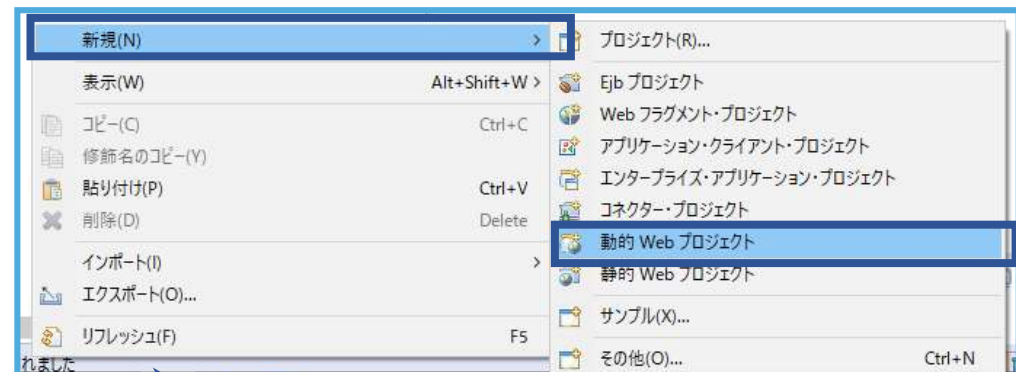 新規(N) >
表示(W) Alt+Shift+W >
コピー(C) Ctrl+C
修飾名のコピー(Y)
貼り付け(P) Ctrl+V
削除(D) Delete
インポート(I) >
エクスポート(O)...
リフレッシュ(F) F5
れました
プロジェクト(R)...
Ejb プロジェクト
Web フラグメント・プロジェクト
アプリケーション・クライアント・プロジェクト
エンタープライズ・アプリケーション・プロジェクト
コネクター・プロジェクト
動的 Web プロジェクト
静的 Web プロジェクト
サンプル(X)...
その他(O)... Ctrl+N